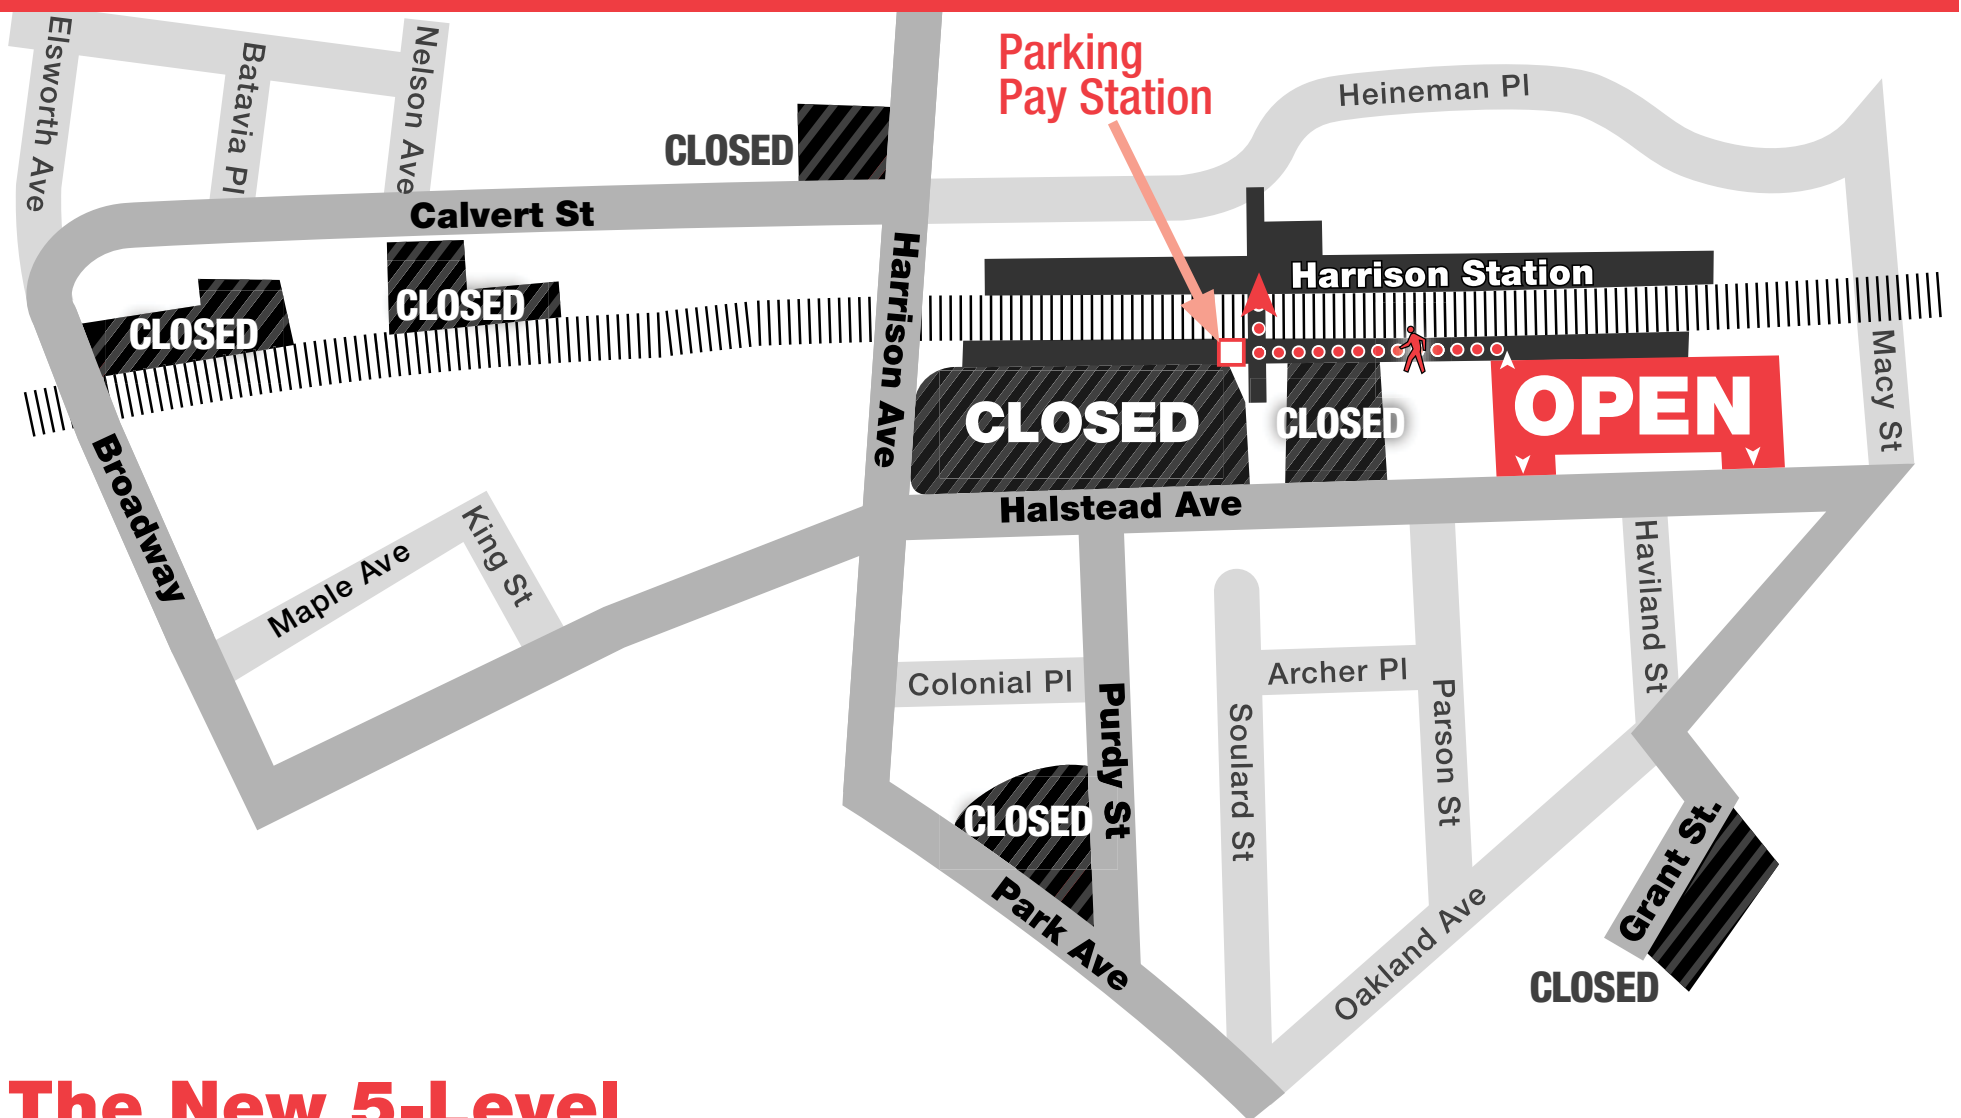 Elsworth Ave
Batavia Pl
Nelson Ave
Parking
Pay Station
Heineman Pl
CLOSED
Calvert St
Harrison Ave
Harrison Station
CLOSED
CLOSED
Macy St
CLOSED
CLOSED
OPEN
Broadway
Halstead Ave
King St
Maple Ave
Haviland St
Colonial Pl
Archer Pl
Purdy St
Soulard St
Parson St
CLOSED
Grant St.
Park Ave
Oakland Ave
CLOSED
The New 5-Level